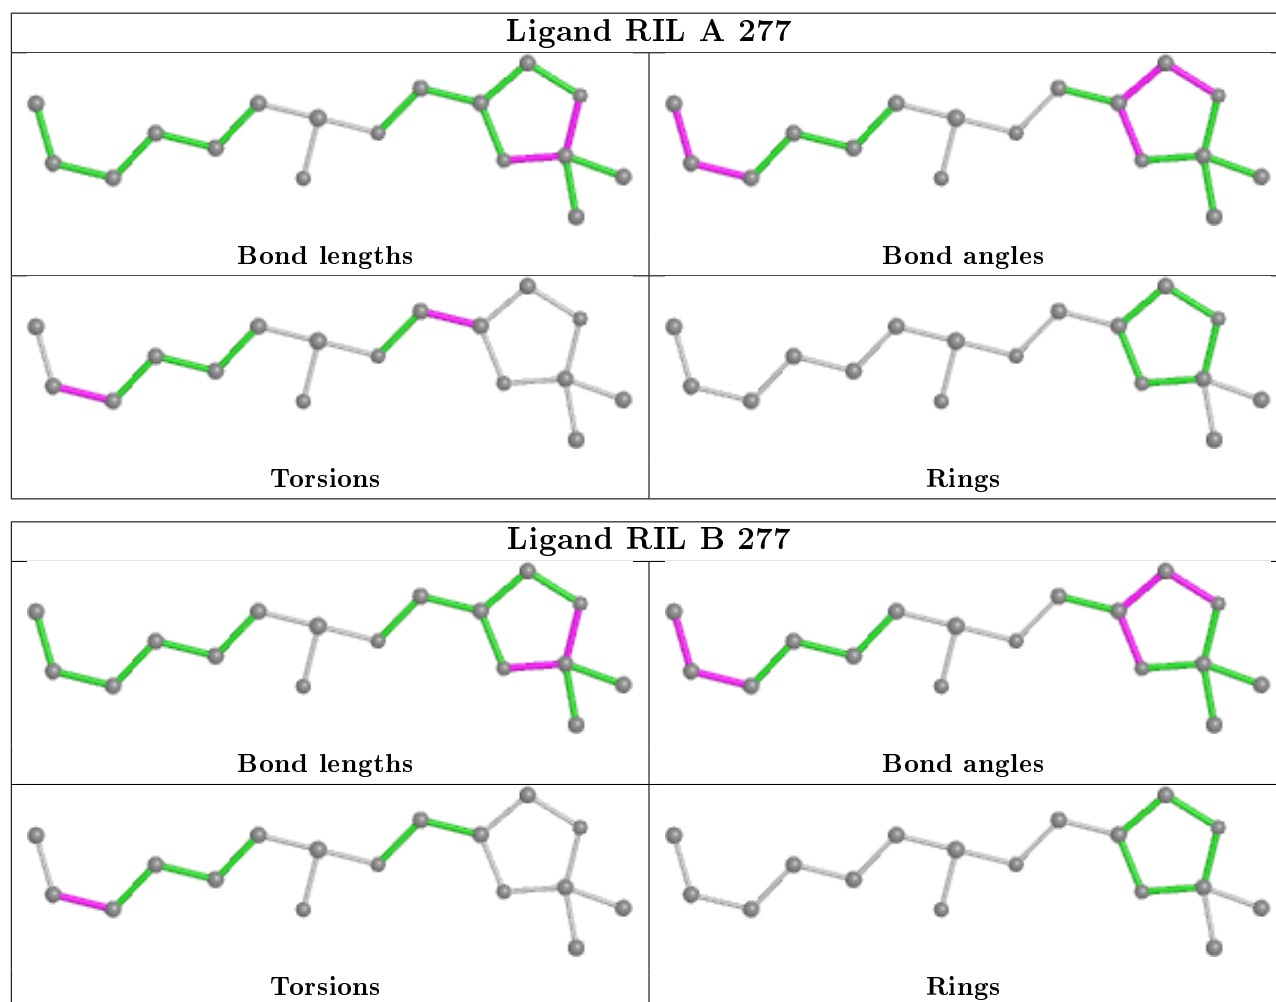 Ligand RIL A 277
Bond lengths
Bond angles
Torsions
Rings
Ligand RIL B 277
Bond lengths
Bond angles
Torsions
Rings